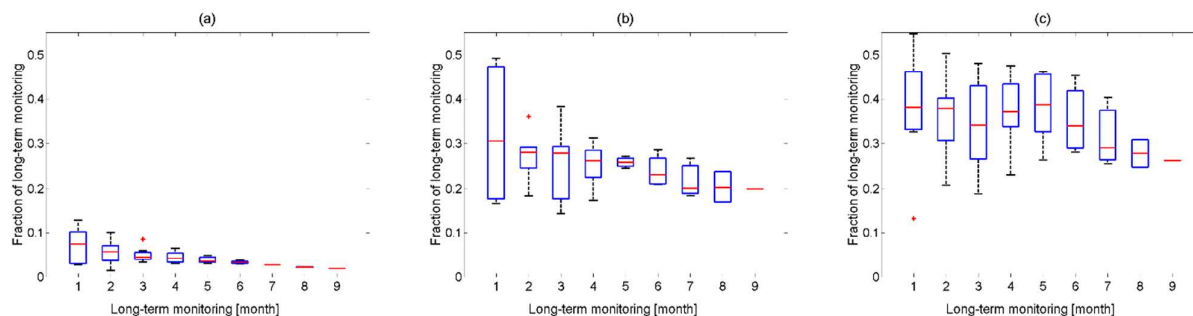 (a)
Fraction of long-term monitoring
0.5
0.4
0.3
0.2
0.1
0
1 2 3 4 5 6 7 8 9
Long-term monitoring [month]
(b)
Fraction of long-term monitoring
0.5
0.4
0.3
0.2
0.1
0
1 2 3 4 5 6 7 8 9
Long-term monitoring [month]
(c)
Fraction of long-term monitoring
0.5
0.4
0.3
0.2
0.1
0
1 2 3 4 5 6 7 8 9
Long-term monitoring [month]